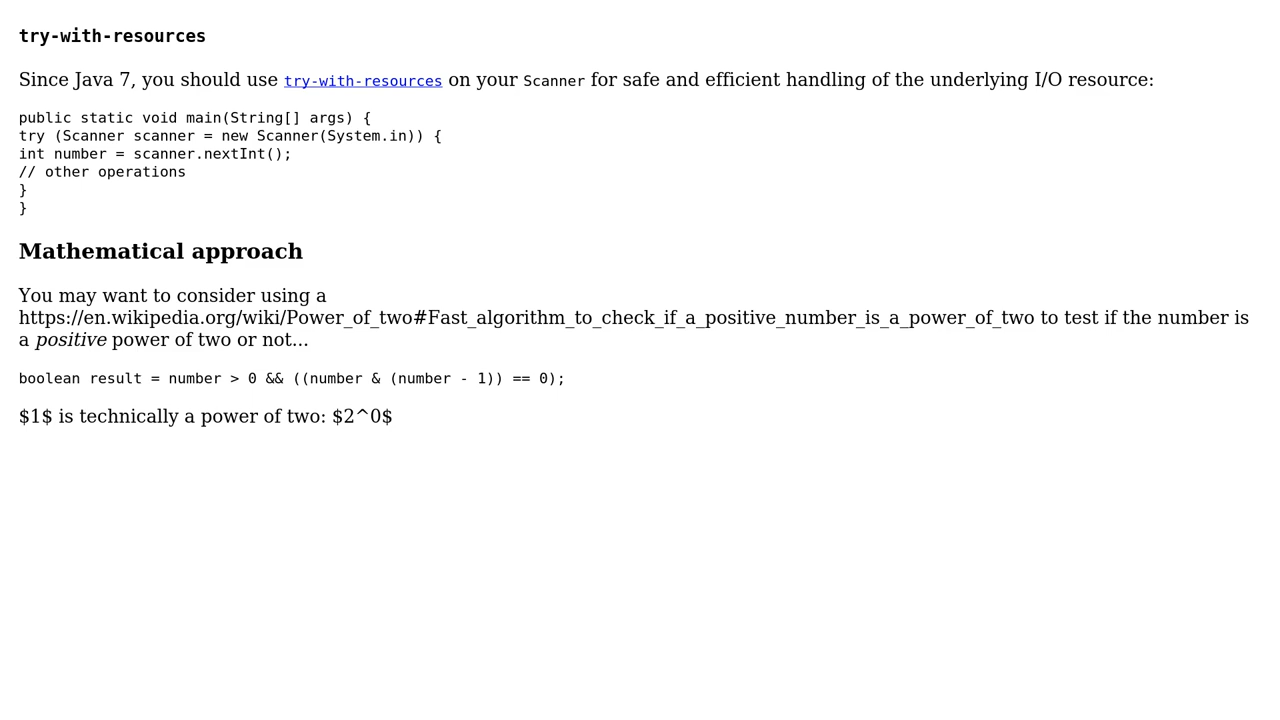 try-with-resources
Since Java 7, you should use try-with-resources on your Scanner for safe and efficient handling of the underlying I/O resource:
public static void main(String[] args) {
try (Scanner scanner = new Scanner(System.in)) {
int number = scanner.nextInt();
// other operations
}
}
Mathematical approach
You may want to consider using a
https://en.wikipedia.org/wiki/Power_of_two#Fast_algorithm_to_check_if_a_positive_number_is_a_power_of_two to test if the number is
a positive power of two or not...
boolean result = number > 0 && ((number & (number - 1)) == 0);
$1$ is technically a power of two: $2^0$